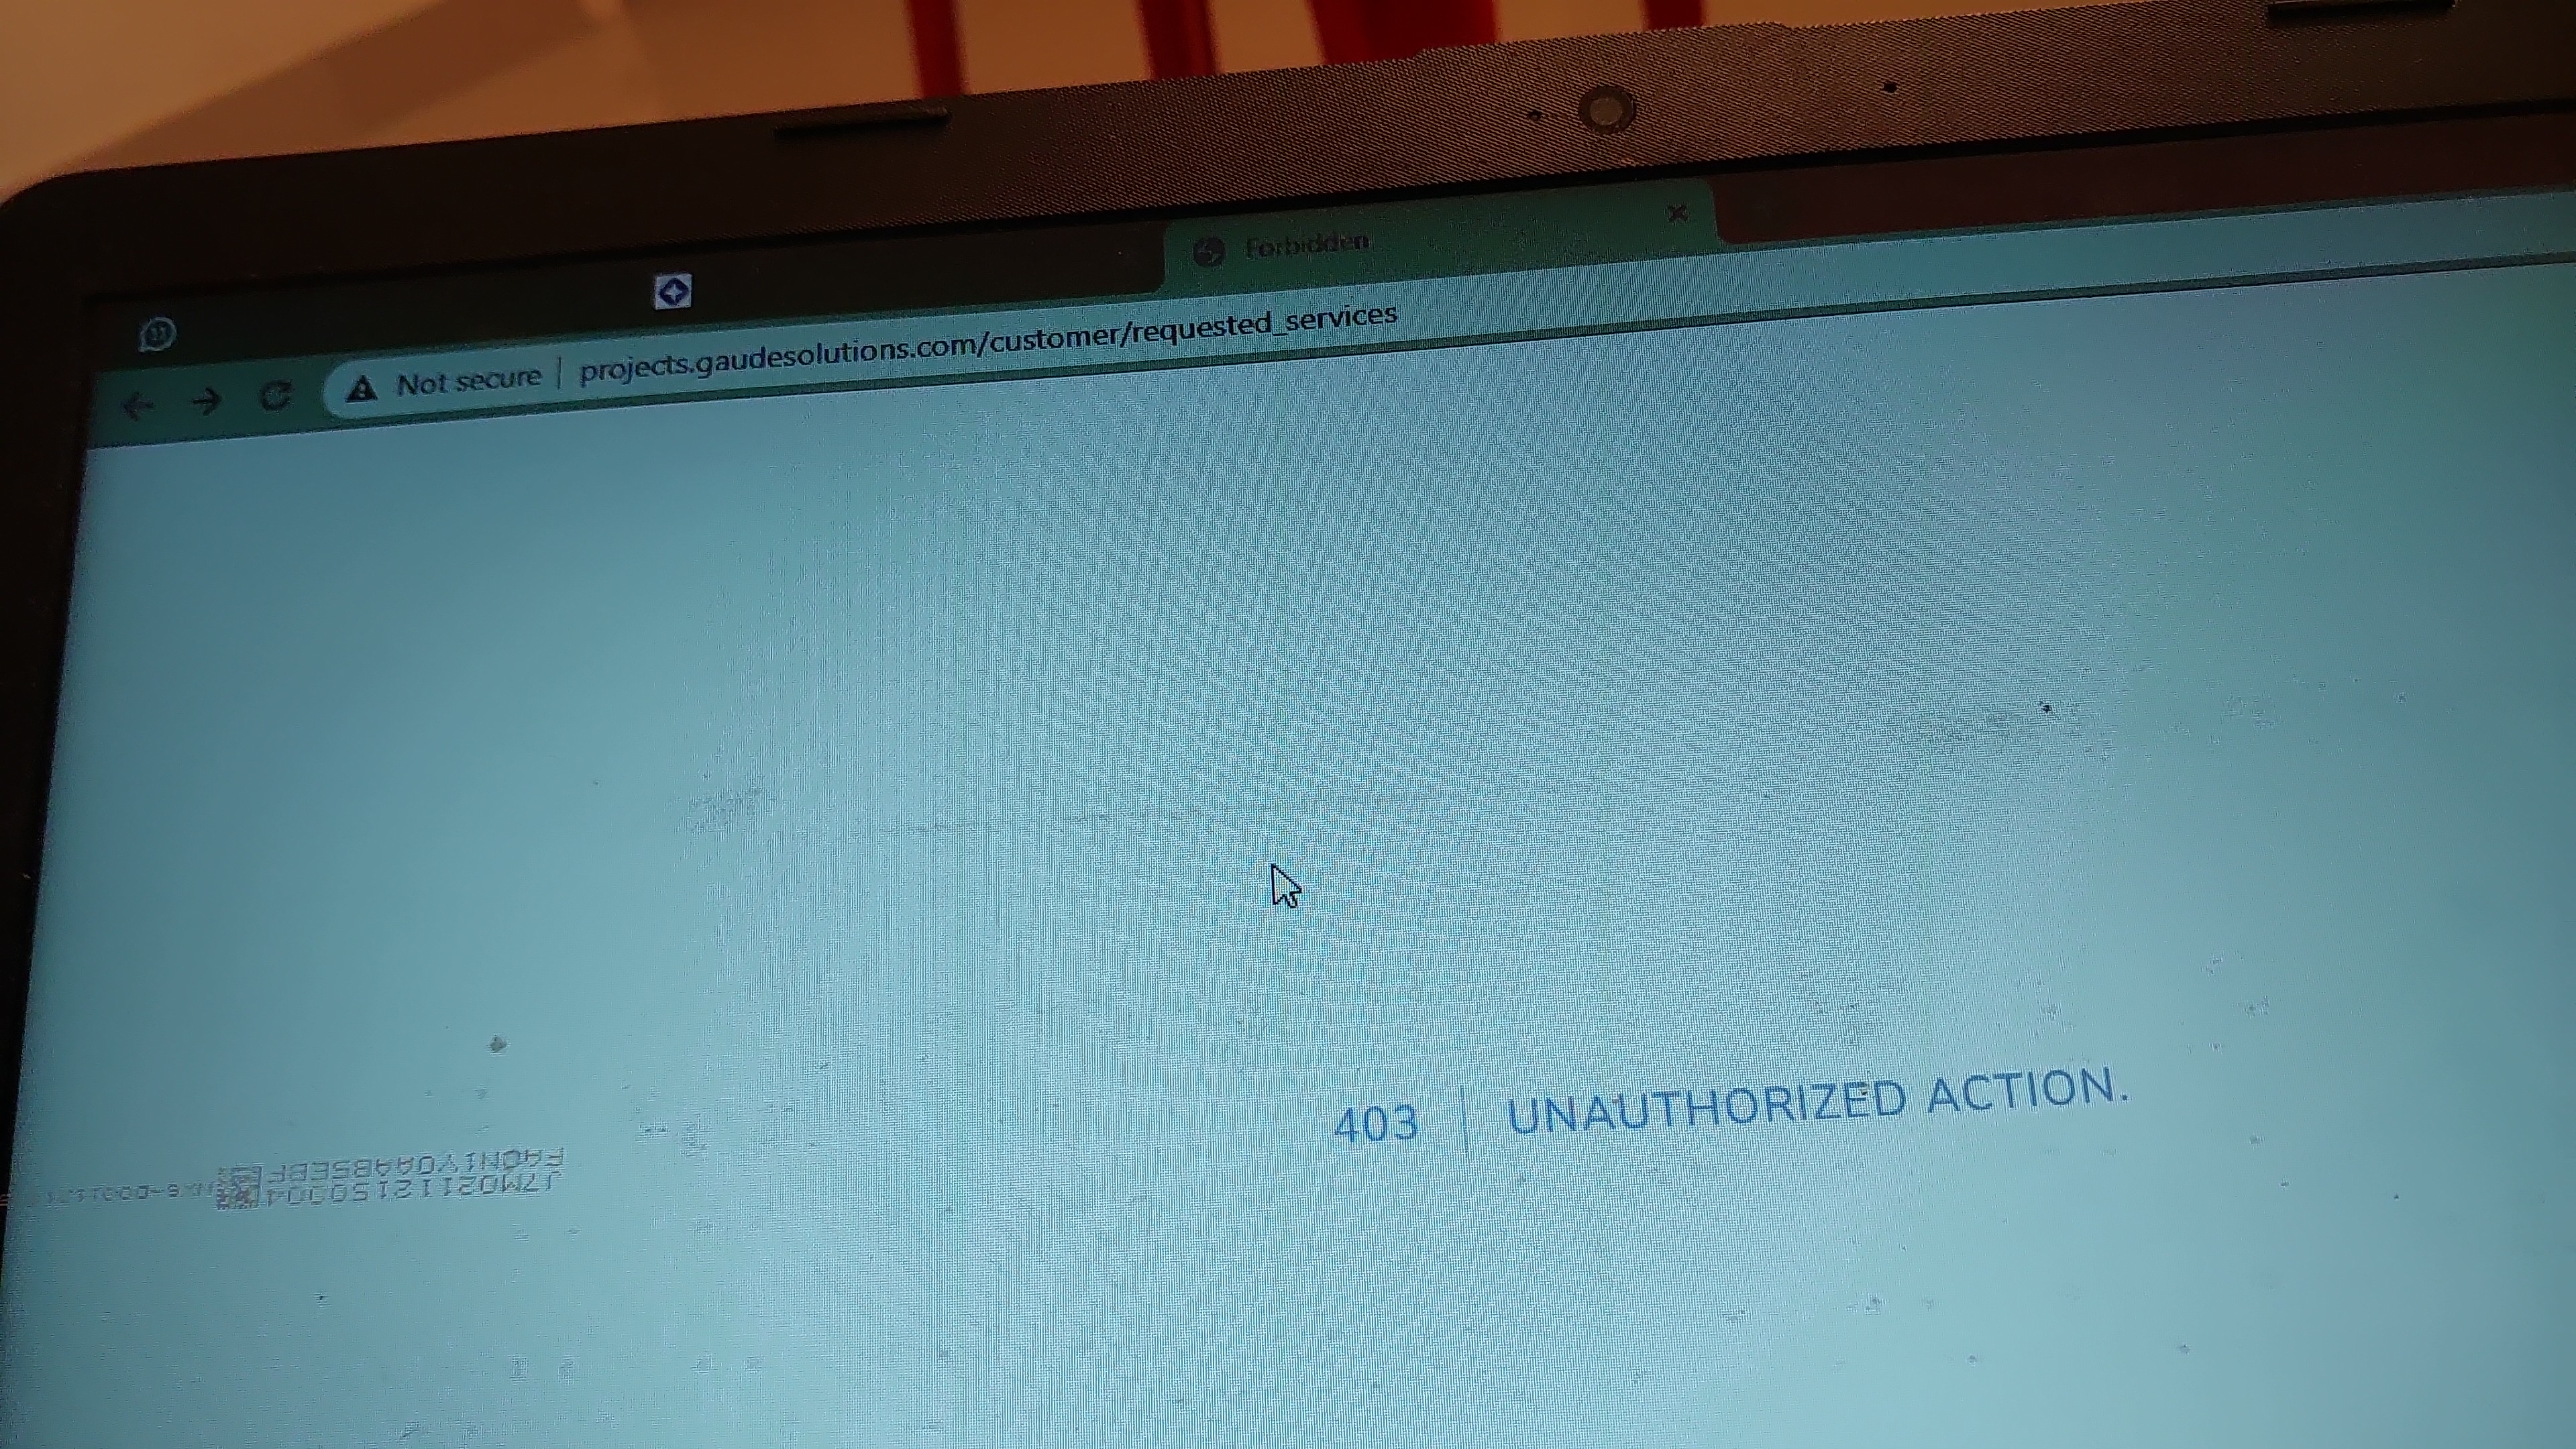 Forbidden
Not secure | projects.gaudesolutions.com/customer/requested_services
403 | UNAUTHORIZED ACTION.